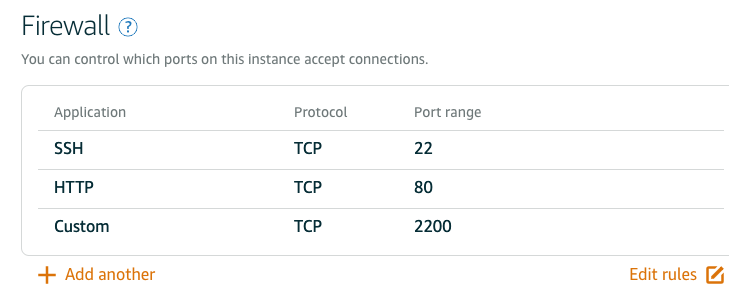 Firewall ?
You can control which ports on this instance accept connections.
Application Protocol Port range
SSH TCP 22
HTTP TCP 80
Custom TCP 2200
+ Add another Edit rules